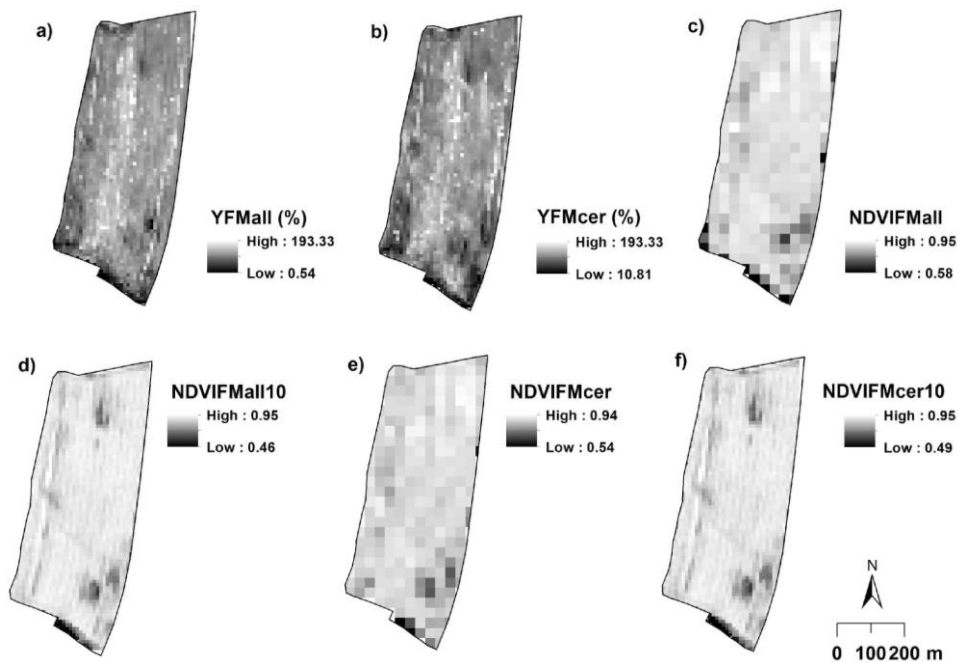 a)
YFMall (%)
High : 193.33
Low : 0.54
b)
YFMcer (%)
High : 193.33
Low : 10.81
c)
NDVIFMall
High : 0.95
Low : 0.58
d)
NDVIFMall10
High : 0.95
Low : 0.46
e)
NDVIFMcer
High : 0.94
Low : 0.54
f)
NDVIFMcer10
High : 0.95
Low : 0.49
N
0 100 200 m